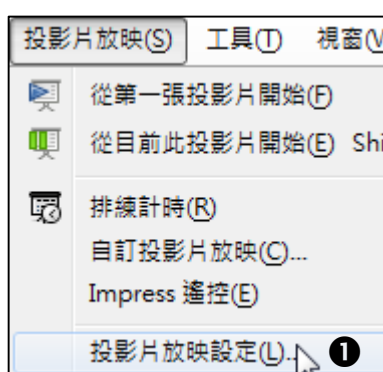 投影片放映(S) 工具(T) 視窗(V
從第一張投影片開始(F)
從目前此投影片開始(E) Shi
排練計時(R)
自訂投影片放映(C)...
Impress 遙控(E)
投影片放映設定(L)... ❶